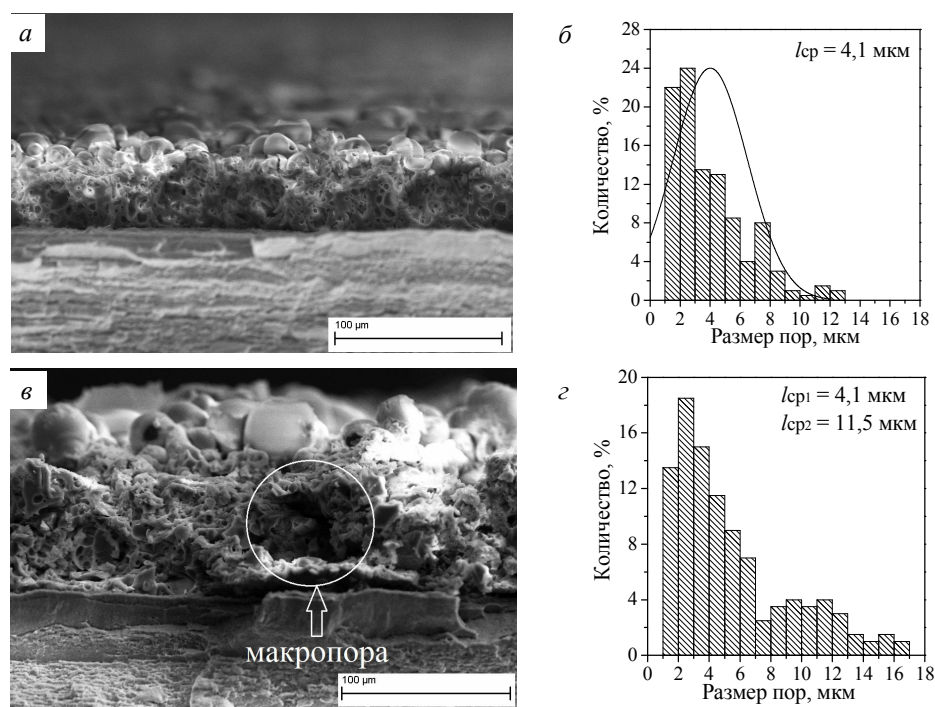 а
100 µm
б
lср = 4,1 мкм
Количество, %
28
24
20
16
12
8
4
0
0 2 4 6 8 10 12 14 16 18
Размер пор, мкм
в
макропора
100 µm
г
lср1 = 4,1 мкм
lср2 = 11,5 мкм
Количество, %
20
16
12
8
4
0
0 2 4 6 8 10 12 14 16 18
Размер пор, мкм